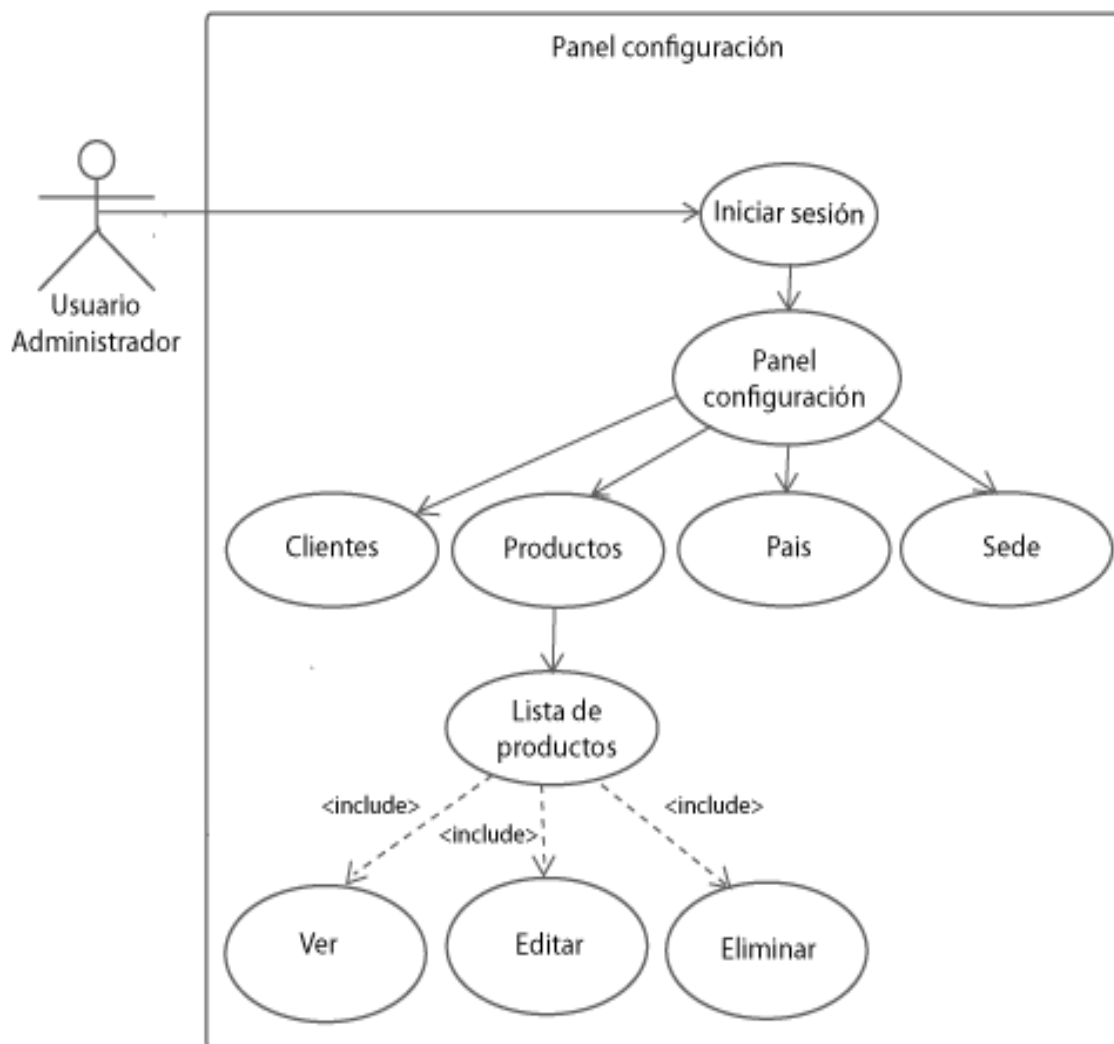 Panel configuración
Usuario
Administrador
Iniciar sesión
Panel
configuración
Clientes
Productos
Pais
Sede
Lista de
productos
<include>
<include>
<include>
Ver
Editar
Eliminar